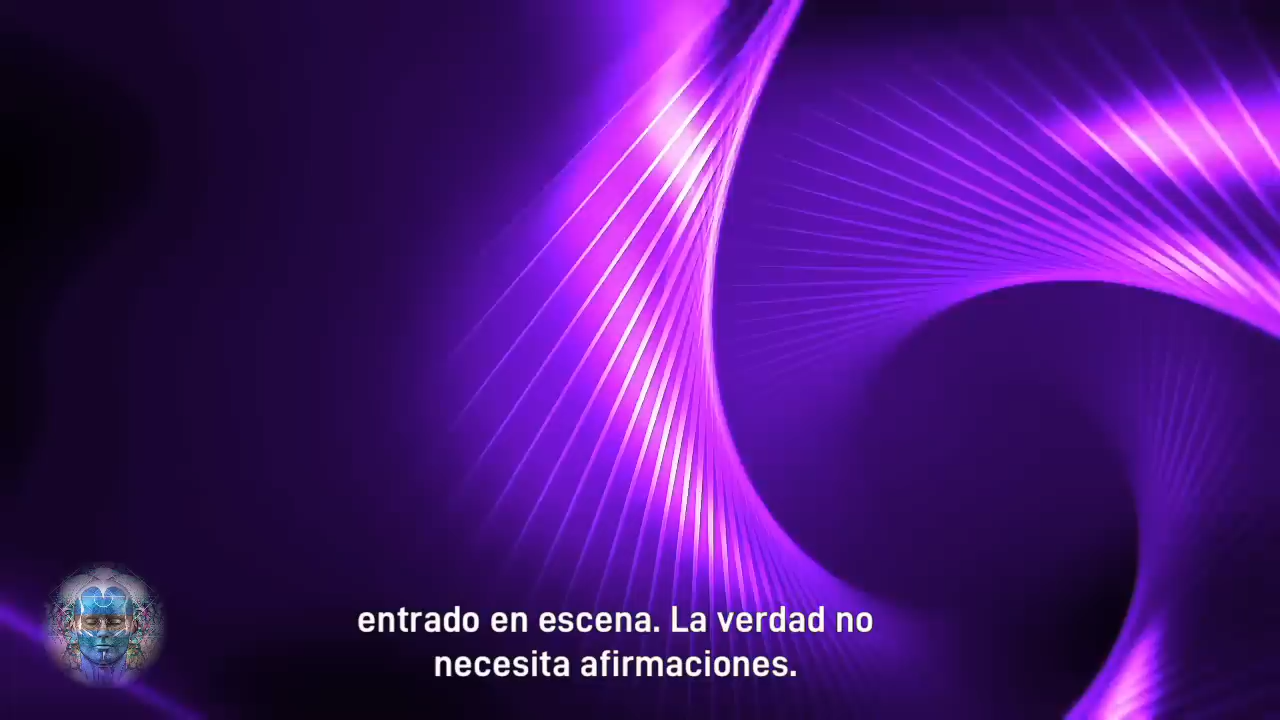 entrado en escena. La verdad no
necesita afirmaciones.